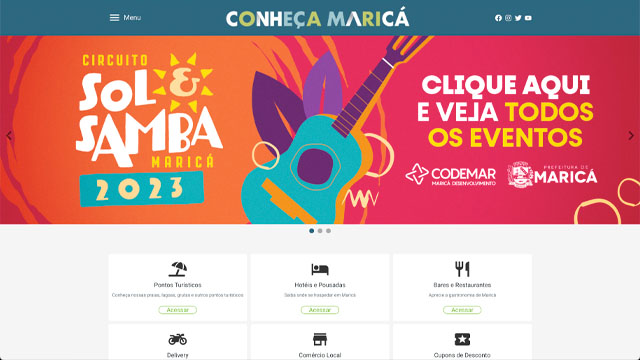 Menu
CONHEÇA MARICÁ
CIRCUITO
SOL &
SAMBA
MARICÁ
2023
CLIQUE AQUI
E VEJA TODOS
OS EVENTOS
CODEMAR
MARICÁ DESENVOLVIMENTO
PREFEITURA DE
MARICÁ
Pontos Turísticos
Conheça nossas praias, lagoas, grutas e outros pontos turísticos
Acessar
Hotéis e Pousadas
Saiba onde se hospedar em Maricá
Acessar
Bares e Restaurantes
Aprecie a gastronomia de Maricá
Acessar
Delivery
Comércio Local
Cupons de Desconto